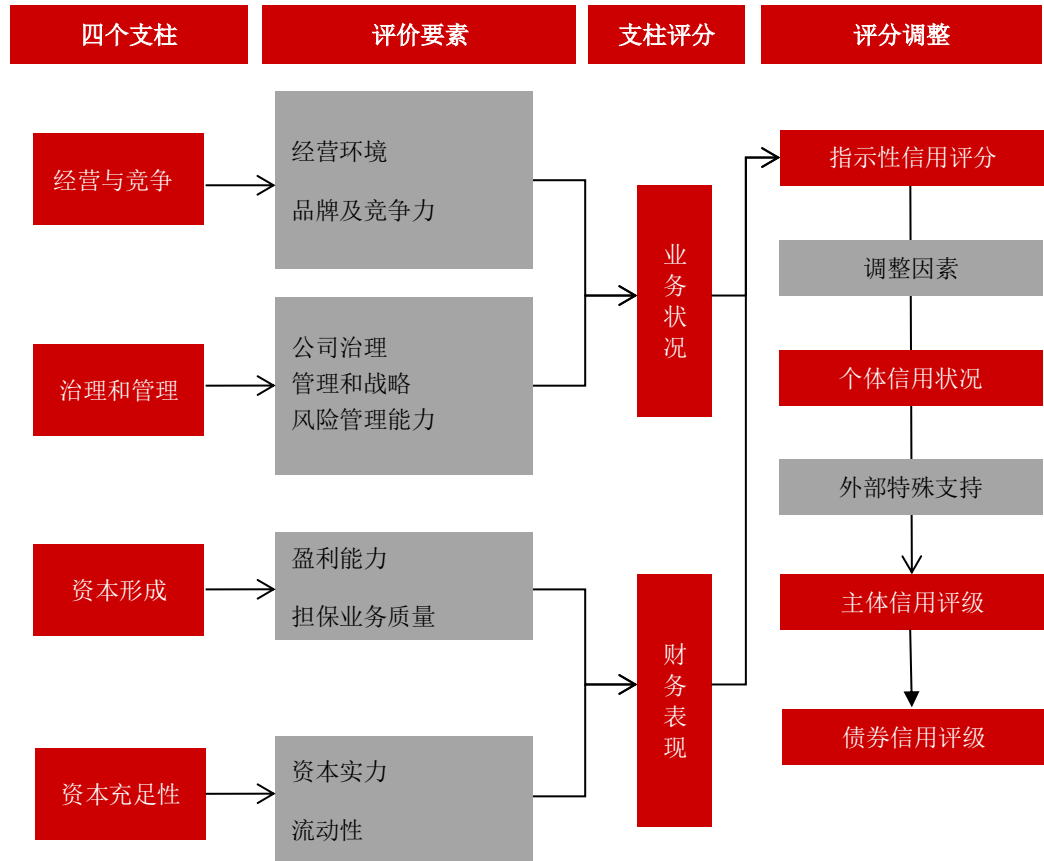 四个支柱
评价要素
支柱评分
评分调整
经营与竞争
经营环境
品牌及竞争力
治理和管理
公司治理
管理和战略
风险管理能力
资本形成
盈利能力
担保业务质量
资本充足性
资本实力
流动性
业务状况
财务表现
指示性信用评分
调整因素
个体信用状况
外部特殊支持
主体信用评级
债券信用评级